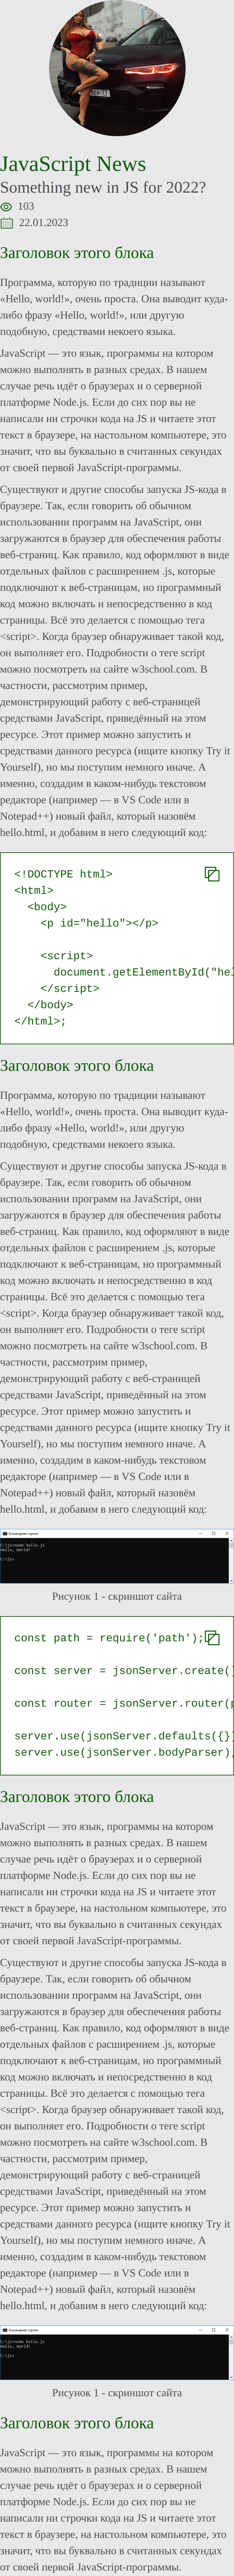 JavaScript News
Something new in JS for 2022?
103
22.01.2023
Заголовок этого блока
Программа, которую по традиции называют
«Hello, world!», очень проста. Она выводит куда-
либо фразу «Hello, world!», или другую
подобную, средствами некоего языка.
JavaScript — это язык, программы на котором
можно выполнять в разных средах. В нашем
случае речь идёт о браузерах и о серверной
платформе Node.js. Если до сих пор вы не
написали ни строчки кода на JS и читаете этот
текст в браузере, на настольном компьютере, это
значит, что вы буквально в считанных секундах
от своей первой JavaScript-программы.
Существуют и другие способы запуска JS-кода в
браузере. Так, если говорить об обычном
использовании программ на JavaScript, они
загружаются в браузер для обеспечения работы
веб-страниц. Как правило, код оформляют в виде
отдельных файлов с расширением .js, которые
подключают к веб-страницам, но программный
код можно включать и непосредственно в код
страницы. Всё это делается с помощью тега
<script>. Когда браузер обнаруживает такой код,
он выполняет его. Подробности о теге script
можно посмотреть на сайте w3school.com. В
частности, рассмотрим пример,
демонстрирующий работу с веб-страницей
средствами JavaScript, приведённый на этом
ресурсе. Этот пример можно запустить и
средствами данного ресурса (ищите кнопку Try it
Yourself), но мы поступим немного иначе. А
именно, создадим в каком-нибудь текстовом
редакторе (например — в VS Code или в
Notepad++) новый файл, который назовём
hello.html, и добавим в него следующий код:
<!DOCTYPE html>
<html>
<body>
<p id="hello"></p>
<script>
document.getElementById("hel
</script>
</body>
</html>;
Заголовок этого блока
Программа, которую по традиции называют
«Hello, world!», очень проста. Она выводит куда-
либо фразу «Hello, world!», или другую
подобную, средствами некоего языка.
Существуют и другие способы запуска JS-кода в
браузере. Так, если говорить об обычном
использовании программ на JavaScript, они
загружаются в браузер для обеспечения работы
веб-страниц. Как правило, код оформляют в виде
отдельных файлов с расширением .js, которые
подключают к веб-страницам, но программный
код можно включать и непосредственно в код
страницы. Всё это делается с помощью тега
<script>. Когда браузер обнаруживает такой код,
он выполняет его. Подробности о теге script
можно посмотреть на сайте w3school.com. В
частности, рассмотрим пример,
демонстрирующий работу с веб-страницей
средствами JavaScript, приведённый на этом
ресурсе. Этот пример можно запустить и
средствами данного ресурса (ищите кнопку Try it
Yourself), но мы поступим немного иначе. А
именно, создадим в каком-нибудь текстовом
редакторе (например — в VS Code или в
Notepad++) новый файл, который назовём
hello.html, и добавим в него следующий код:
Командная строка
C:\js>node hello.js
Hello, World!
C:\js>
Рисунок 1 - скриншот сайта
const path = require('path');
const server = jsonServer.create(
const router = jsonServer.router(p
server.use(jsonServer.defaults({})
server.use(jsonServer.bodyParser)
Заголовок этого блока
JavaScript — это язык, программы на котором
можно выполнять в разных средах. В нашем
случае речь идёт о браузерах и о серверной
платформе Node.js. Если до сих пор вы не
написали ни строчки кода на JS и читаете этот
текст в браузере, на настольном компьютере, это
значит, что вы буквально в считанных секундах
от своей первой JavaScript-программы.
Существуют и другие способы запуска JS-кода в
браузере. Так, если говорить об обычном
использовании программ на JavaScript, они
загружаются в браузер для обеспечения работы
веб-страниц. Как правило, код оформляют в виде
отдельных файлов с расширением .js, которые
подключают к веб-страницам, но программный
код можно включать и непосредственно в код
страницы. Всё это делается с помощью тега
<script>. Когда браузер обнаруживает такой код,
он выполняет его. Подробности о теге script
можно посмотреть на сайте w3school.com. В
частности, рассмотрим пример,
демонстрирующий работу с веб-страницей
средствами JavaScript, приведённый на этом
ресурсе. Этот пример можно запустить и
средствами данного ресурса (ищите кнопку Try it
Yourself), но мы поступим немного иначе. А
именно, создадим в каком-нибудь текстовом
редакторе (например — в VS Code или в
Notepad++) новый файл, который назовём
hello.html, и добавим в него следующий код:
Командная строка
C:\js>node hello.js
Hello, World!
C:\js>
Рисунок 1 - скриншот сайта
Заголовок этого блока
JavaScript — это язык, программы на котором
можно выполнять в разных средах. В нашем
случае речь идёт о браузерах и о серверной
платформе Node.js. Если до сих пор вы не
написали ни строчки кода на JS и читаете этот
текст в браузере, на настольном компьютере, это
значит, что вы буквально в считанных секундах
от своей первой JavaScript-программы.